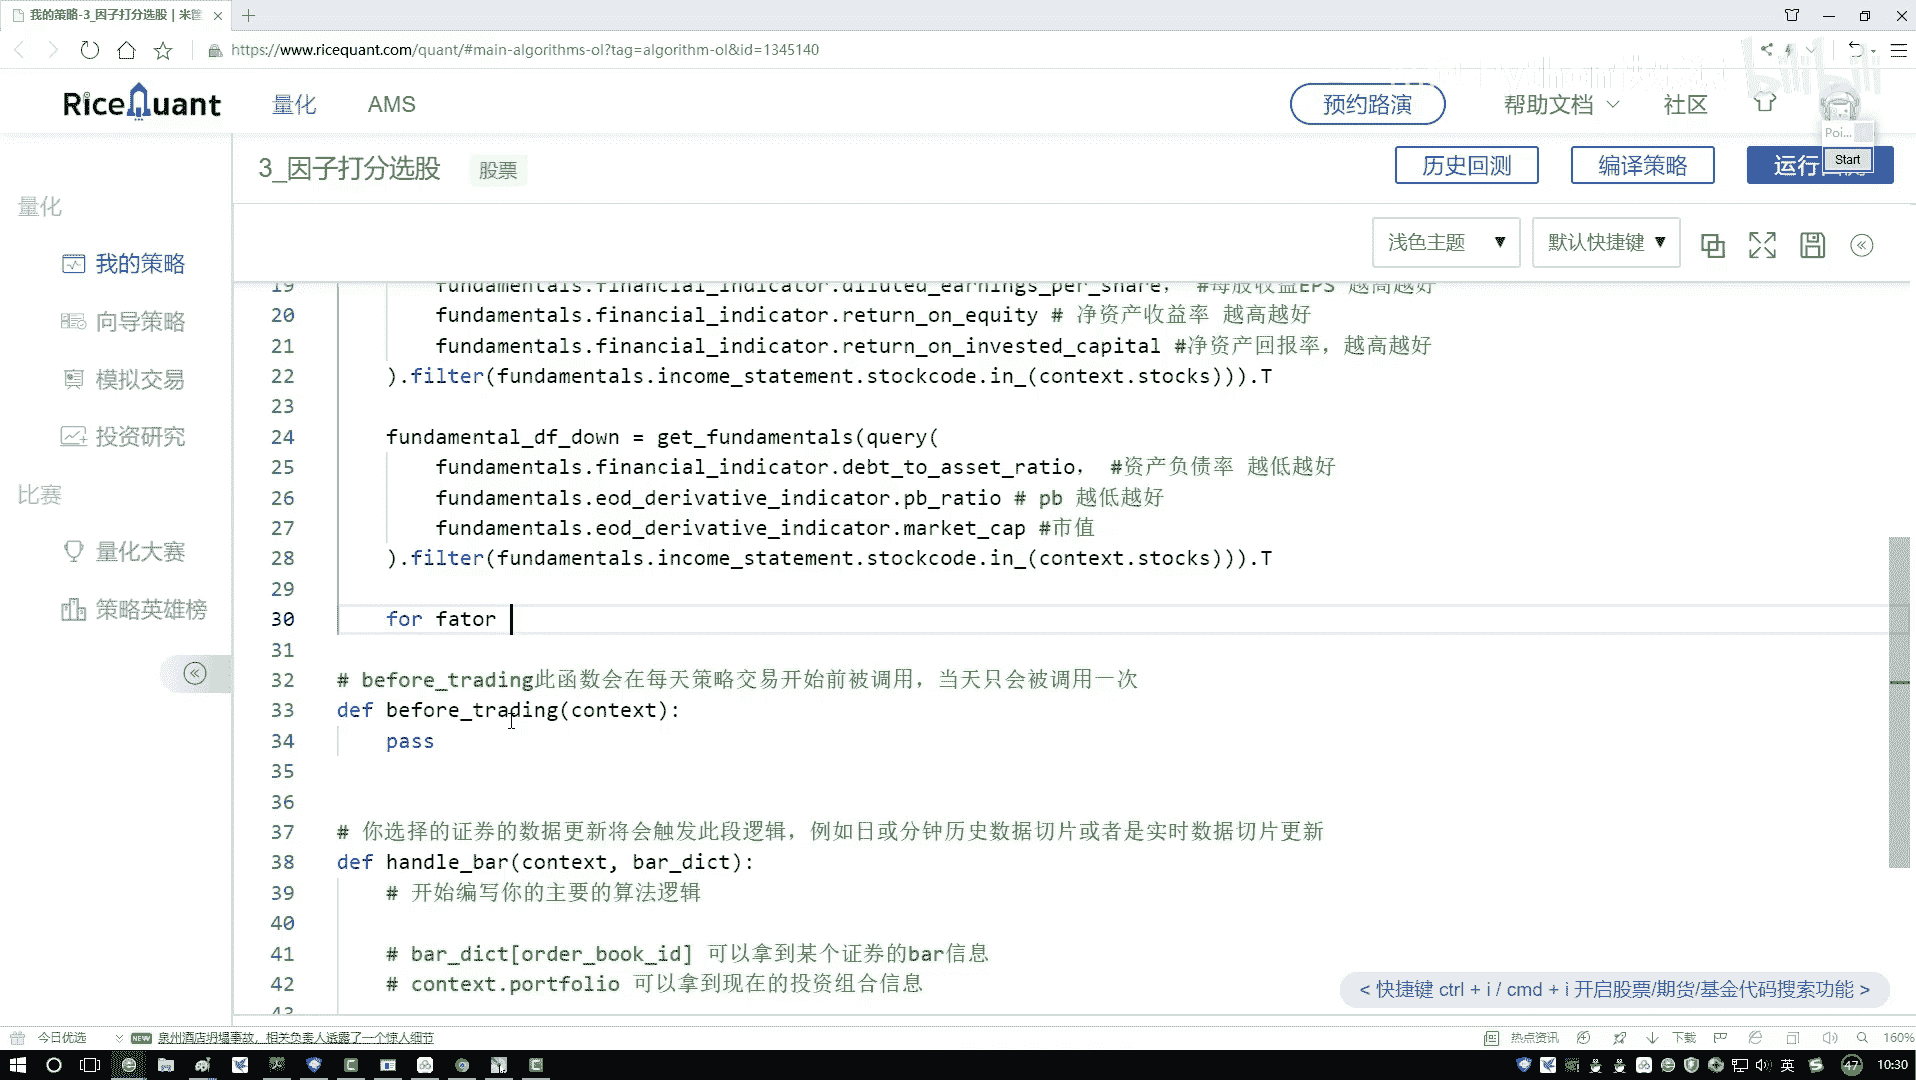 我的策略-3_因子打分选股 | 米筐
https://www.ricequant.com/quant/#main-algorithms-ol?tag=algorithm-ol&id=1345140
RiceQuant 量化 AMS 预约路演 帮助文档 社区
Poi...
Start
3_因子打分选股 股票 历史回测 编译策略 运行
量化
我的策略
向导策略
模拟交易
投资研究
比赛
量化大赛
策略英雄榜
浅色主题 默认快捷键
19 fundamentals.financial_indicator.diluted_earnings_per_share, #每股收益EPS 越高越好
20 fundamentals.financial_indicator.return_on_equity # 净资产收益率 越高越好
21 fundamentals.financial_indicator.return_on_invested_capital #净资产回报率，越高越好
22 ).filter(fundamentals.income_statement.stockcode.in_(context.stocks))).T
23
24 fundamental_df_down = get_fundamentals(query(
25 fundamentals.financial_indicator.debt_to_asset_ratio, #资产负债率 越低越好
26 fundamentals.eod_derivative_indicator.pb_ratio # pb 越低越好
27 fundamentals.eod_derivative_indicator.market_cap #市值
28 ).filter(fundamentals.income_statement.stockcode.in_(context.stocks))).T
29
30 for fator
31
32 # before_trading此函数会在每天策略交易开始前被调用，当天只会被调用一次
33 def before_trading(context):
34 pass
35
36
37 # 你选择的证券的数据更新将会触发此段逻辑，例如日或分钟历史数据切片或者是实时数据切片更新
38 def handle_bar(context, bar_dict):
39 # 开始编写你的主要的算法逻辑
40
41 # bar_dict[order_book_id] 可以拿到某个证券的bar信息
42 # context.portfolio 可以拿到现在的投资组合信息
43
< 快捷键 ctrl + i / cmd + i 开启股票/期货/基金代码搜索功能 >
今日优选 NEW 泉州酒店坍塌事故，相关负责人透露了一个惊人细节 热点资讯 下载 160%
英 47 10:30